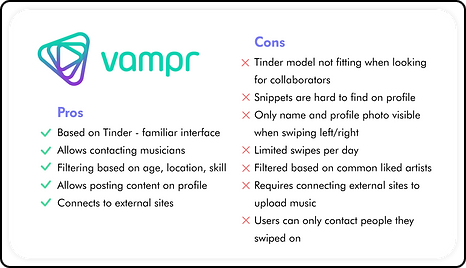 vampr
Pros
Based on Tinder - familiar interface
Allows contacting musicians
Filtering based on age, location, skill
Allows posting content on profile
Connects to external sites
Cons
Tinder model not fitting when looking
for collaborators
Snippets are hard to find on profile
Only name and profile photo visible
when swiping left/right
Limited swipes per day
Filtered based on common liked artists
Requires connecting external sites to
upload music
Users can only contact people they
swiped on